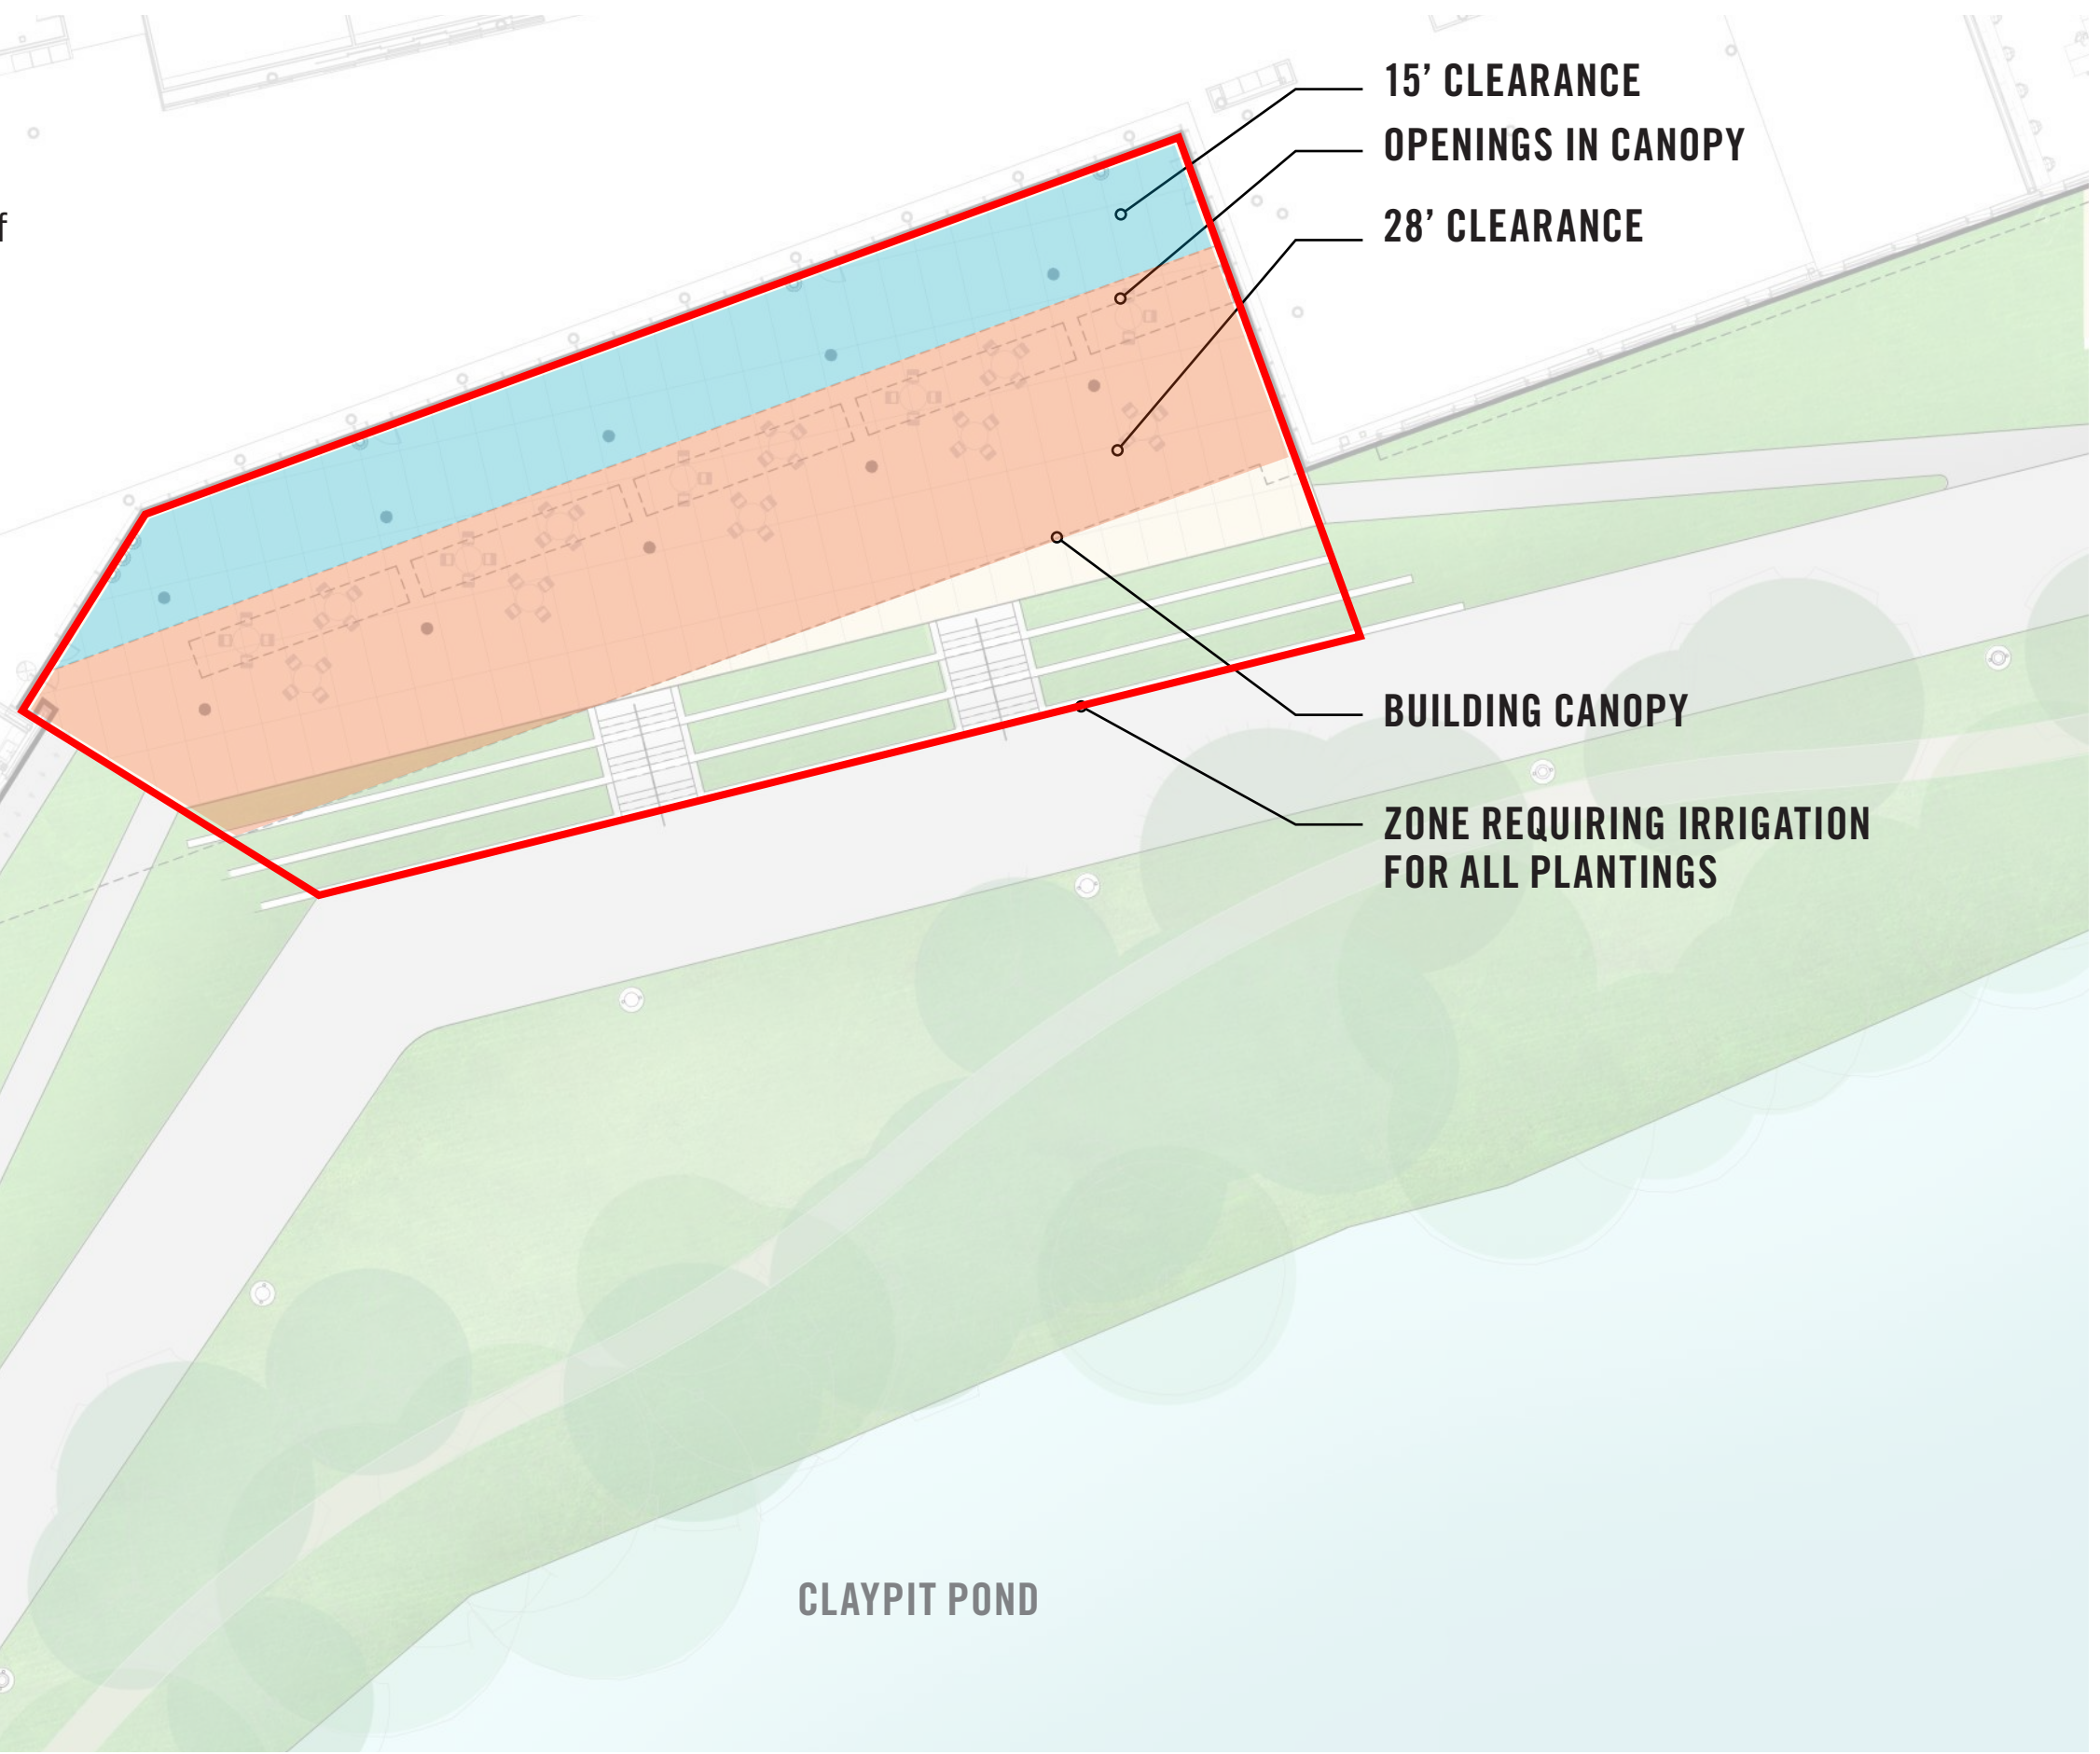 f
15’ CLEARANCE
OPENINGS IN CANOPY
28’ CLEARANCE
BUILDING CANOPY
ZONE REQUIRING IRRIGATION
FOR ALL PLANTINGS
CLAYPIT POND